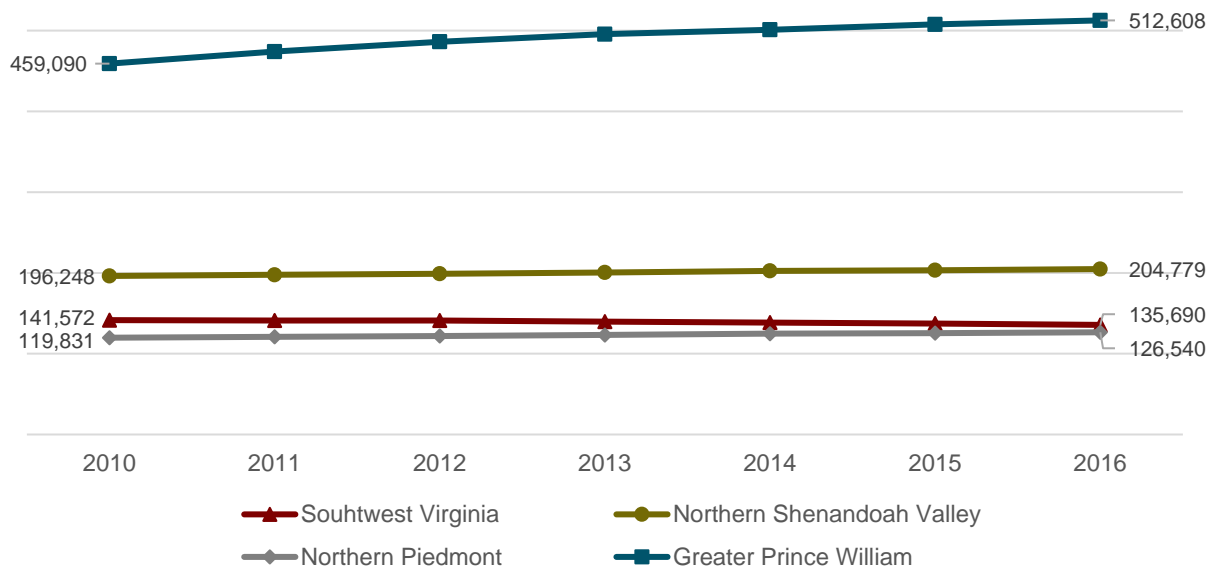 512,608
459,090
196,248
204,779
141,572
135,690
119,831
126,540
2010 2011 2012 2013 2014 2015 2016
Souhtwest Virginia
Northern Shenandoah Valley
Northern Piedmont
Greater Prince William